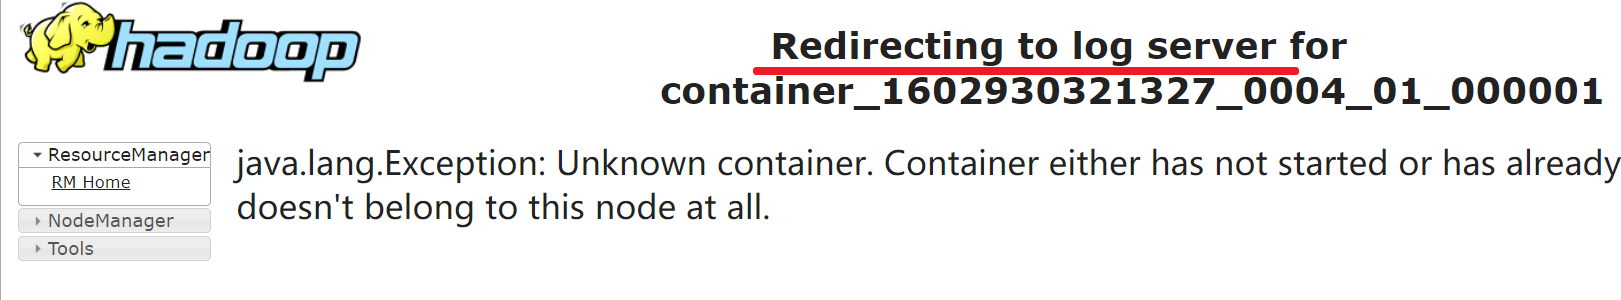 hadoop
Redirecting to log server for
container_1602930321327_0004_01_000001
ResourceManager
RM Home
NodeManager
Tools
java.lang.Exception: Unknown container. Container either has not started or has already
doesn't belong to this node at all.